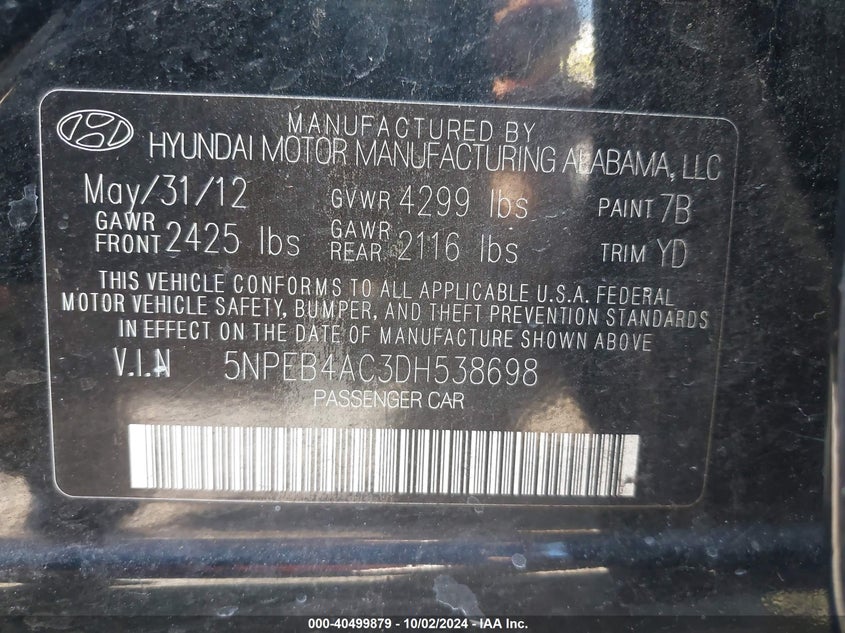 MANUFACTURED BY
HYUNDAI MOTOR MANUFACTURING ALABAMA, LLC
May/31/12 GVWR 4299 lbs PAINT 7B
GAWR FRONT 2425 lbs GAWR REAR 2116 lbs TRIM YD
THIS VEHICLE CONFORMS TO ALL APPLICABLE U.S.A. FEDERAL
MOTOR VEHICLE SAFETY, BUMPER, AND THEFT PREVENTION STANDARDS
IN EFFECT ON THE DATE OF MANUFACTURE SHOWN ABOVE.
V.I.N 5NPEB4AC3DH538698
PASSENGER CAR
000-40499879 - 10/02/2024 - IAA Inc.